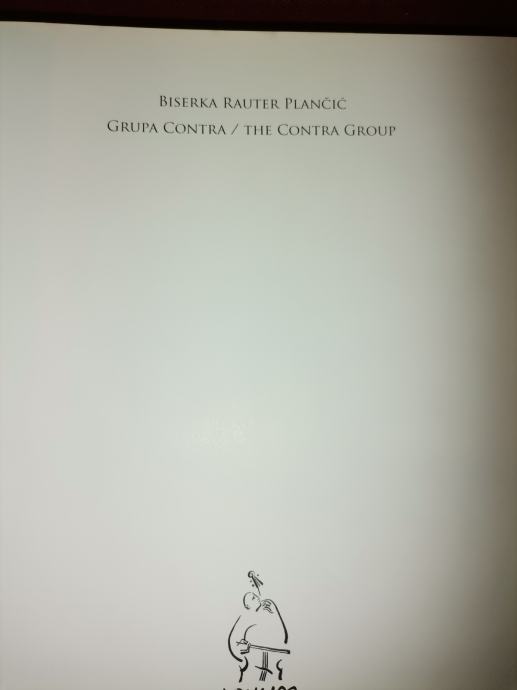 BISERKA RAUTER PLANČIĆ
GRUPA CONTRA / THE CONTRA GROUP